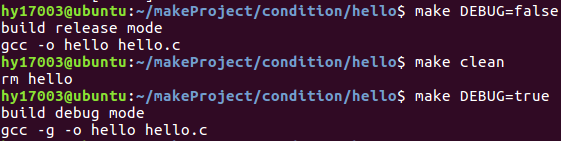 hy17003@ubuntu:~/makeProject/condition/hello$ make DEBUG=false
build release mode
gcc -o hello hello.c
hy17003@ubuntu:~/makeProject/condition/hello$ make clean
rm hello
hy17003@ubuntu:~/makeProject/condition/hello$ make DEBUG=true
build debug mode
gcc -g -o hello hello.c